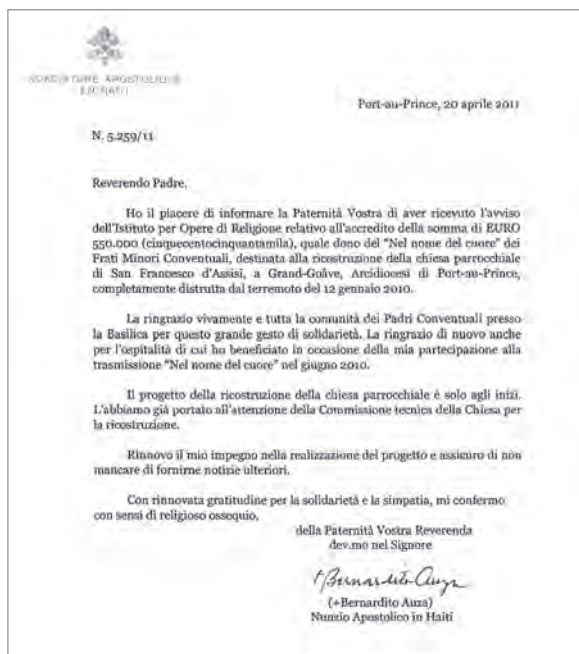 NONCIATURE APOSTOLIQUE
EN HAITI
Port-au-Prince, 20 aprile 2011
N. 5.259/11
Reverendo Padre,
Ho il piacere di informare la Paternità Vostra di aver ricevuto l'avviso
dell'Istituto per Opere di Religione relativo all'accredito della somma di EURO
550.000 (cinquecentocinquantamila), quale dono del "Nel nome del cuore" dei
Frati Minori Conventuali, destinata alla ricostruzione della chiesa parrocchiale
di San Francesco d'Assisi, a Grand-Goâve, Arcidiocesi di Port-au-Prince,
completamente distrutta dal terremoto del 12 gennaio 2010.
La ringrazio vivamente e tutta la comunità dei Padri Conventuali presso
la Basilica per questo grande gesto di solidarietà. La ringrazio di nuovo anche
per l'ospitalità di cui ho beneficiato in occasione della mia partecipazione alla
trasmissione "Nel nome del cuore" nel giugno 2010.
Il progetto della ricostruzione della chiesa parrocchiale è solo agli inizi.
L'abbiamo già portato all'attenzione della Commissione tecnica della Chiesa per
la ricostruzione.
Rinnovo il mio impegno nella realizzazione del progetto e assicuro di non
mancare di fornirne notizie ulteriori.
Con rinnovata gratitudine per la solidarietà e la simpatia, mi confermo
con sensi di religioso ossequio,
della Paternità Vostra Reverenda
dev.mo nel Signore
+Bernardito Auza
(+Bernardito Auza)
Nunzio Apostolico in Haiti